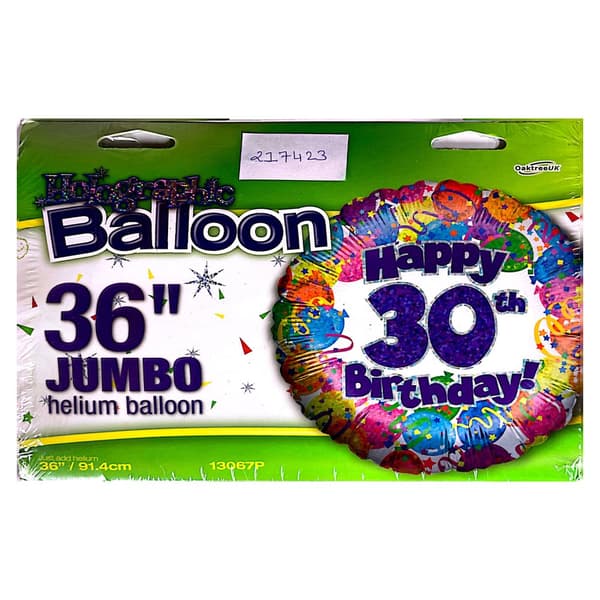 217423
OaktreeUK
Holographic
Balloon
36"
JUMBO
helium balloon
Happy
30th
Birthday!
Just add helium
36" / 91.4cm
13067P